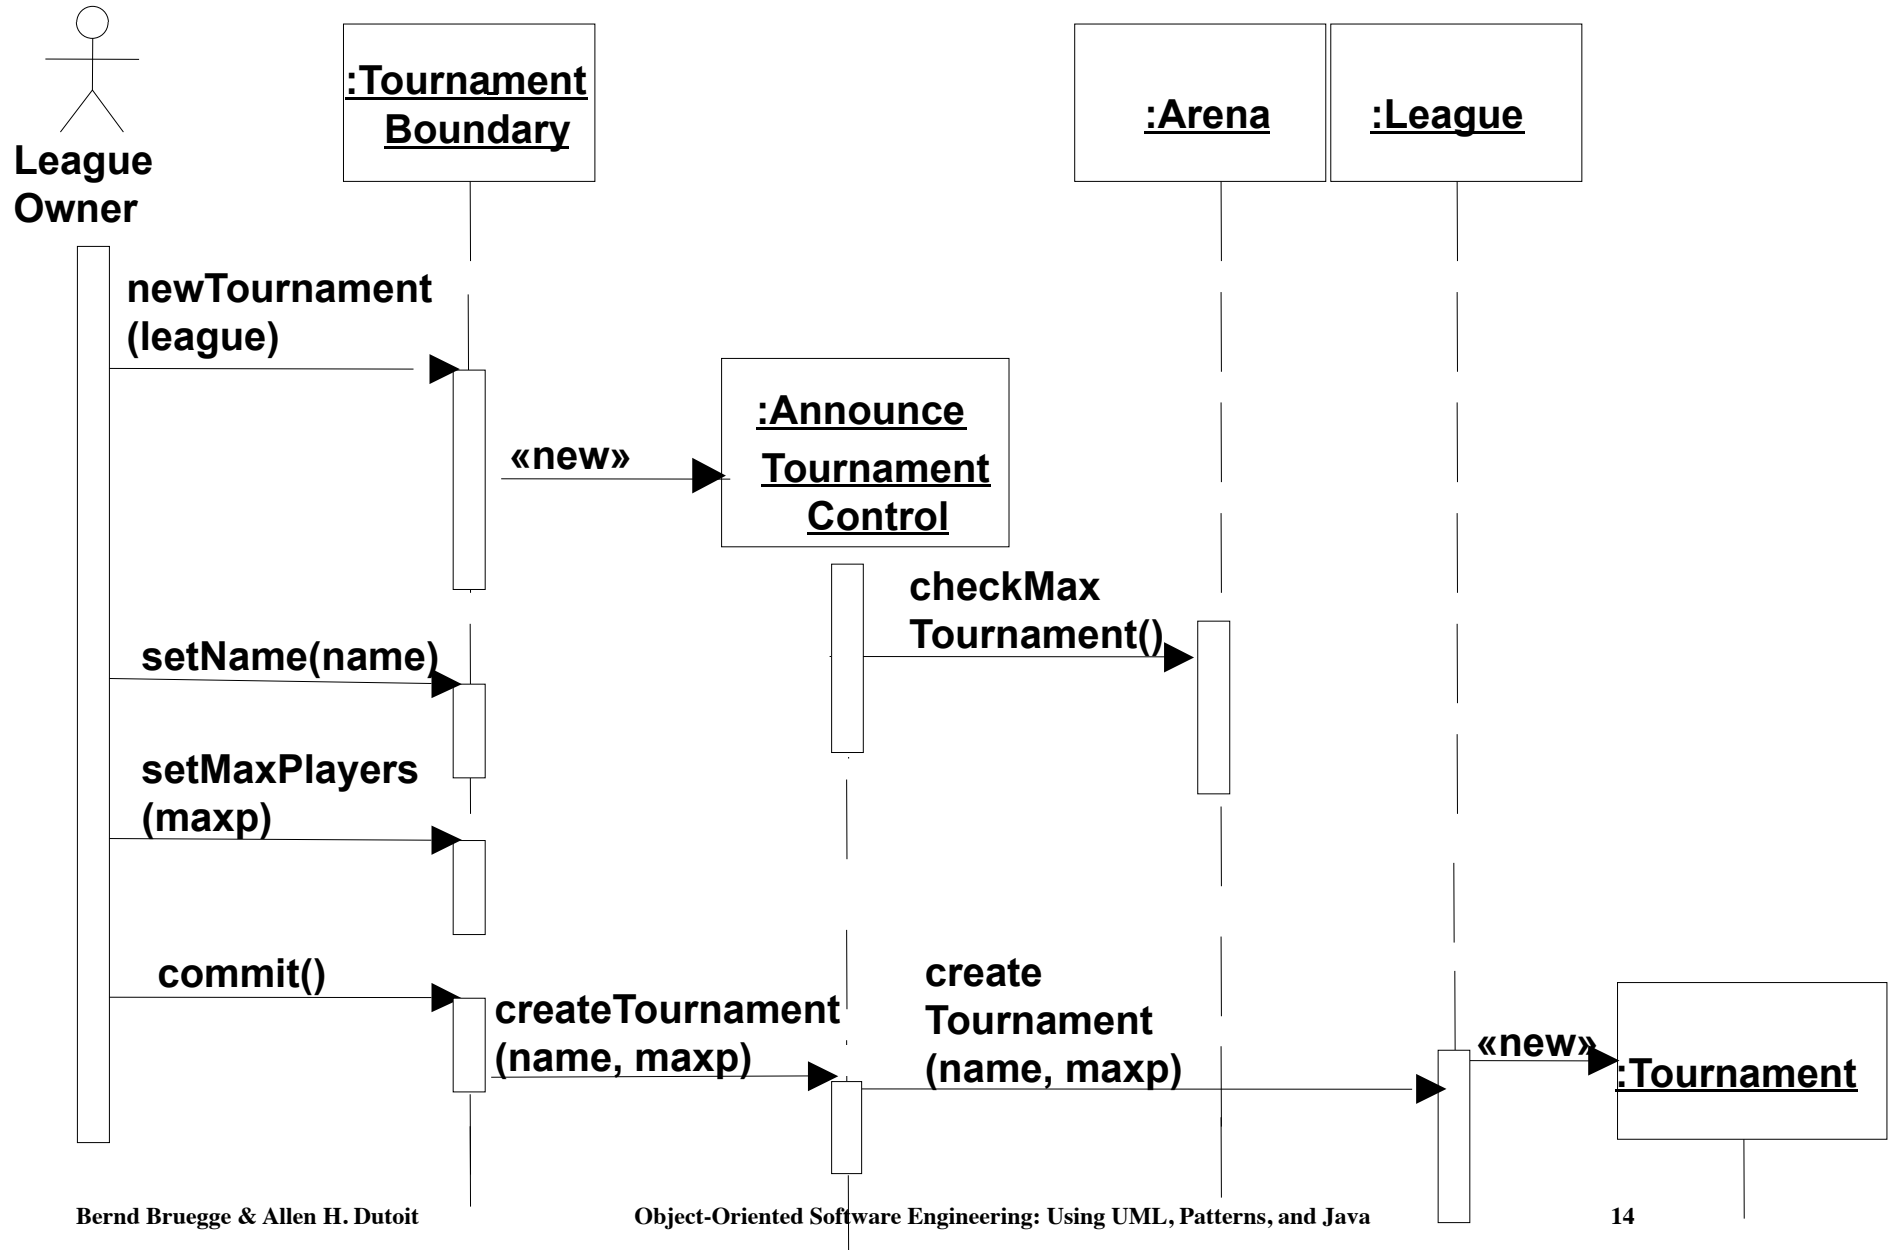 :Tournament
Boundary
:Arena
:League
League
Owner
newTournament
(league)
:Announce
Tournament
Control
«new»
checkMax
Tournament()
setName(name)
setMaxPlayers
(maxp)
commit()
createTournament
(name, maxp)
create
Tournament
(name, maxp)
«new»
:Tournament
Bernd Bruegge & Allen H. Dutoit
Object-Oriented Software Engineering: Using UML, Patterns, and Java
14